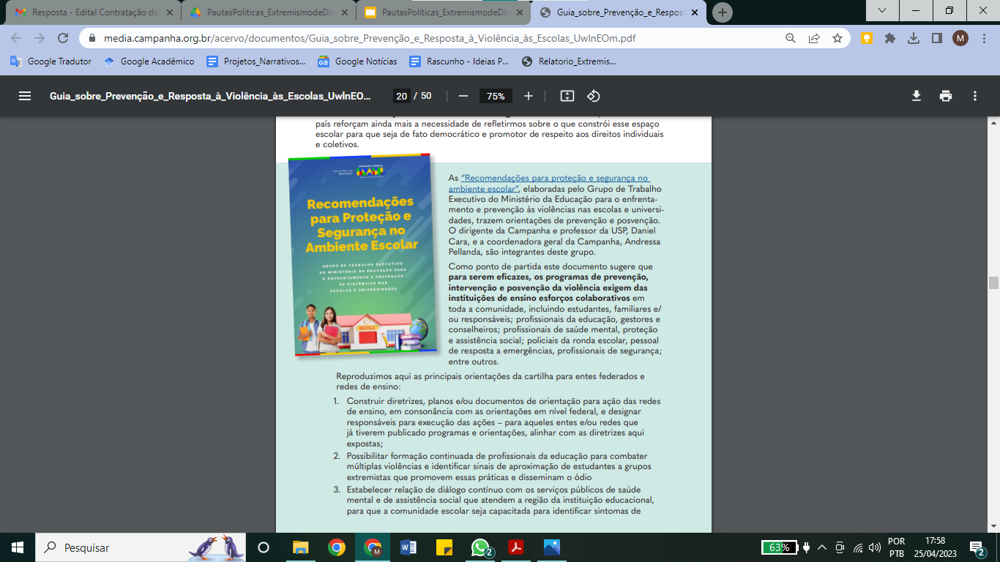 Resposta - Edital Contratação de
PautasPoliticas_ExtremismodeDir
PautasPolíticas_ExtremismodeDim
Guia_sobre_Prevenção_e_Respost
media.campanha.org.br/acervo/documentos/Guia_sobre_Prevenção_e_Resposta_à_Violência_às_Escolas_UwlnEOm.pdf
M
Google Tradutor
Google Acadêmico
Projetos_Narrativos...
Google Notícias
Rascunho - Ideias P...
Relatorio_Extremis...
Guia_sobre_Prevenção_e_Resposta_à_Violência_às_Escolas_UwlnEO...
20 / 50
75%
país reforçam ainda mais a necessidade de refletirmos sobre o que constrói esse espaço
escolar para que seja de fato democrático e promotor de respeito aos direitos individuais
e coletivos.
Recomendações
para Proteção e
Segurança no
Ambiente Escolar
GRUPO DE TRABALHO EXECUTIVO
DO MINISTÉRIO DA EDUCAÇÃO PARA
O ENFRENTAMENTO E PREVENÇÃO
ÀS VIOLÊNCIAS NAS
ESCOLAS E UNIVERSIDADES
ESCOLA
As “Recomendações para proteção e segurança no
ambiente escolar”, elaboradas pelo Grupo de Trabalho
Executivo do Ministério da Educação para o enfrenta-
mento e prevenção às violências nas escolas e universi-
dades, trazem orientações de prevenção e posvenção.
O dirigente da Campanha e professor da USP, Daniel
Cara, e a coordenadora geral da Campanha, Andressa
Pellanda, são integrantes deste grupo.
Como ponto de partida este documento sugere que
para serem eficazes, os programas de prevenção,
intervenção e posvenção da violência exigem das
instituições de ensino esforços colaborativos em
toda a comunidade, incluindo estudantes, familiares e/
ou responsáveis; profissionais da educação, gestores e
conselheiros; profissionais de saúde mental, proteção
e assistência social; policiais da ronda escolar, pessoal
de resposta a emergências, profissionais de segurança;
entre outros.
Reproduzimos aqui as principais orientações da cartilha para entes federados e
redes de ensino:
1. Construir diretrizes, planos e/ou documentos de orientação para ação das redes
de ensino, em consonância com as orientações em nível federal, e designar
responsáveis para execução das ações – para aqueles entes e/ou redes que
já tiverem publicado programas e orientações, alinhar com as diretrizes aqui
expostas;
2. Possibilitar formação continuada de profissionais da educação para combater
múltiplas violências e identificar sinais de aproximação de estudantes a grupos
extremistas que promovem essas práticas e disseminam o ódio
3. Estabelecer relação de diálogo contínuo com os serviços públicos de saúde
mental e de assistência social que atendem a região da instituição educacional,
para que a comunidade escolar seja capacitada para identificar sintomas de
Pesquisar
M
2
63%
POR
PTB
17:58
25/04/2023
2